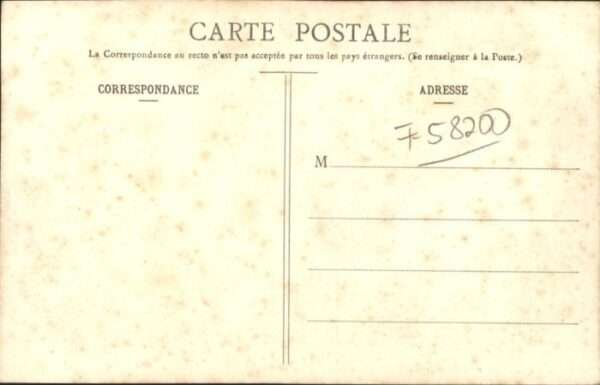 CARTE POSTALE
La Correspondance au recto n'est pas acceptée par tous les pays étrangers. (Se renseigner à la Poste.)
CORRESPONDANCE
ADRESSE
F 58200
M